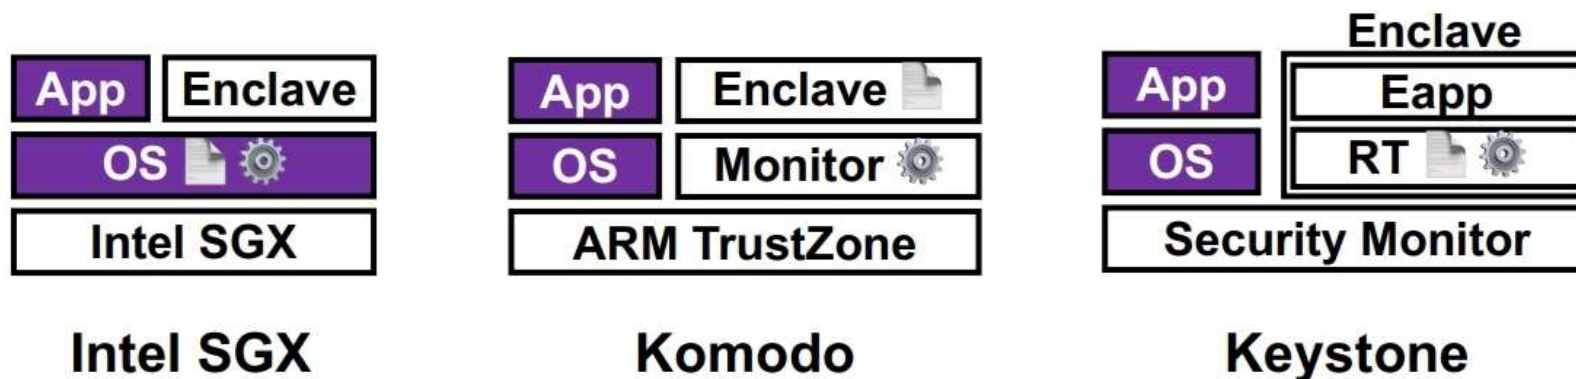 App Enclave
OS
Intel SGX
Intel SGX
App Enclave
OS Monitor
ARM TrustZone
Komodo
Enclave
App Eapp
OS RT
Security Monitor
Keystone